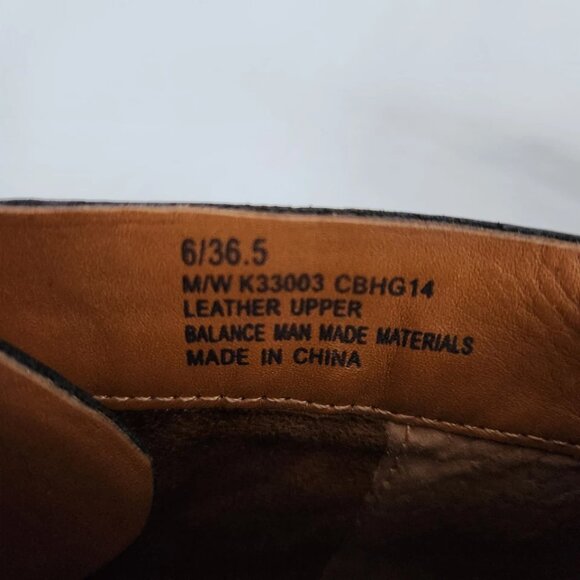 6/36.5
M/W K33003 CBHG14
LEATHER UPPER
BALANCE MAN MADE MATERIALS
MADE IN CHINA